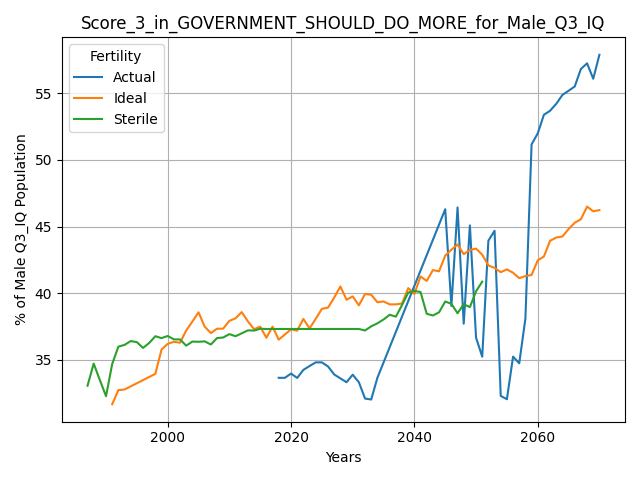 Score_3_in_GOVERNMENT_SHOULD_DO_MORE_for_Male_Q3_IQ
Fertility
Actual
Ideal
Sterile
% of Male Q3_IQ Population
55
50
45
40
35
2000
2020
2040
2060
Years